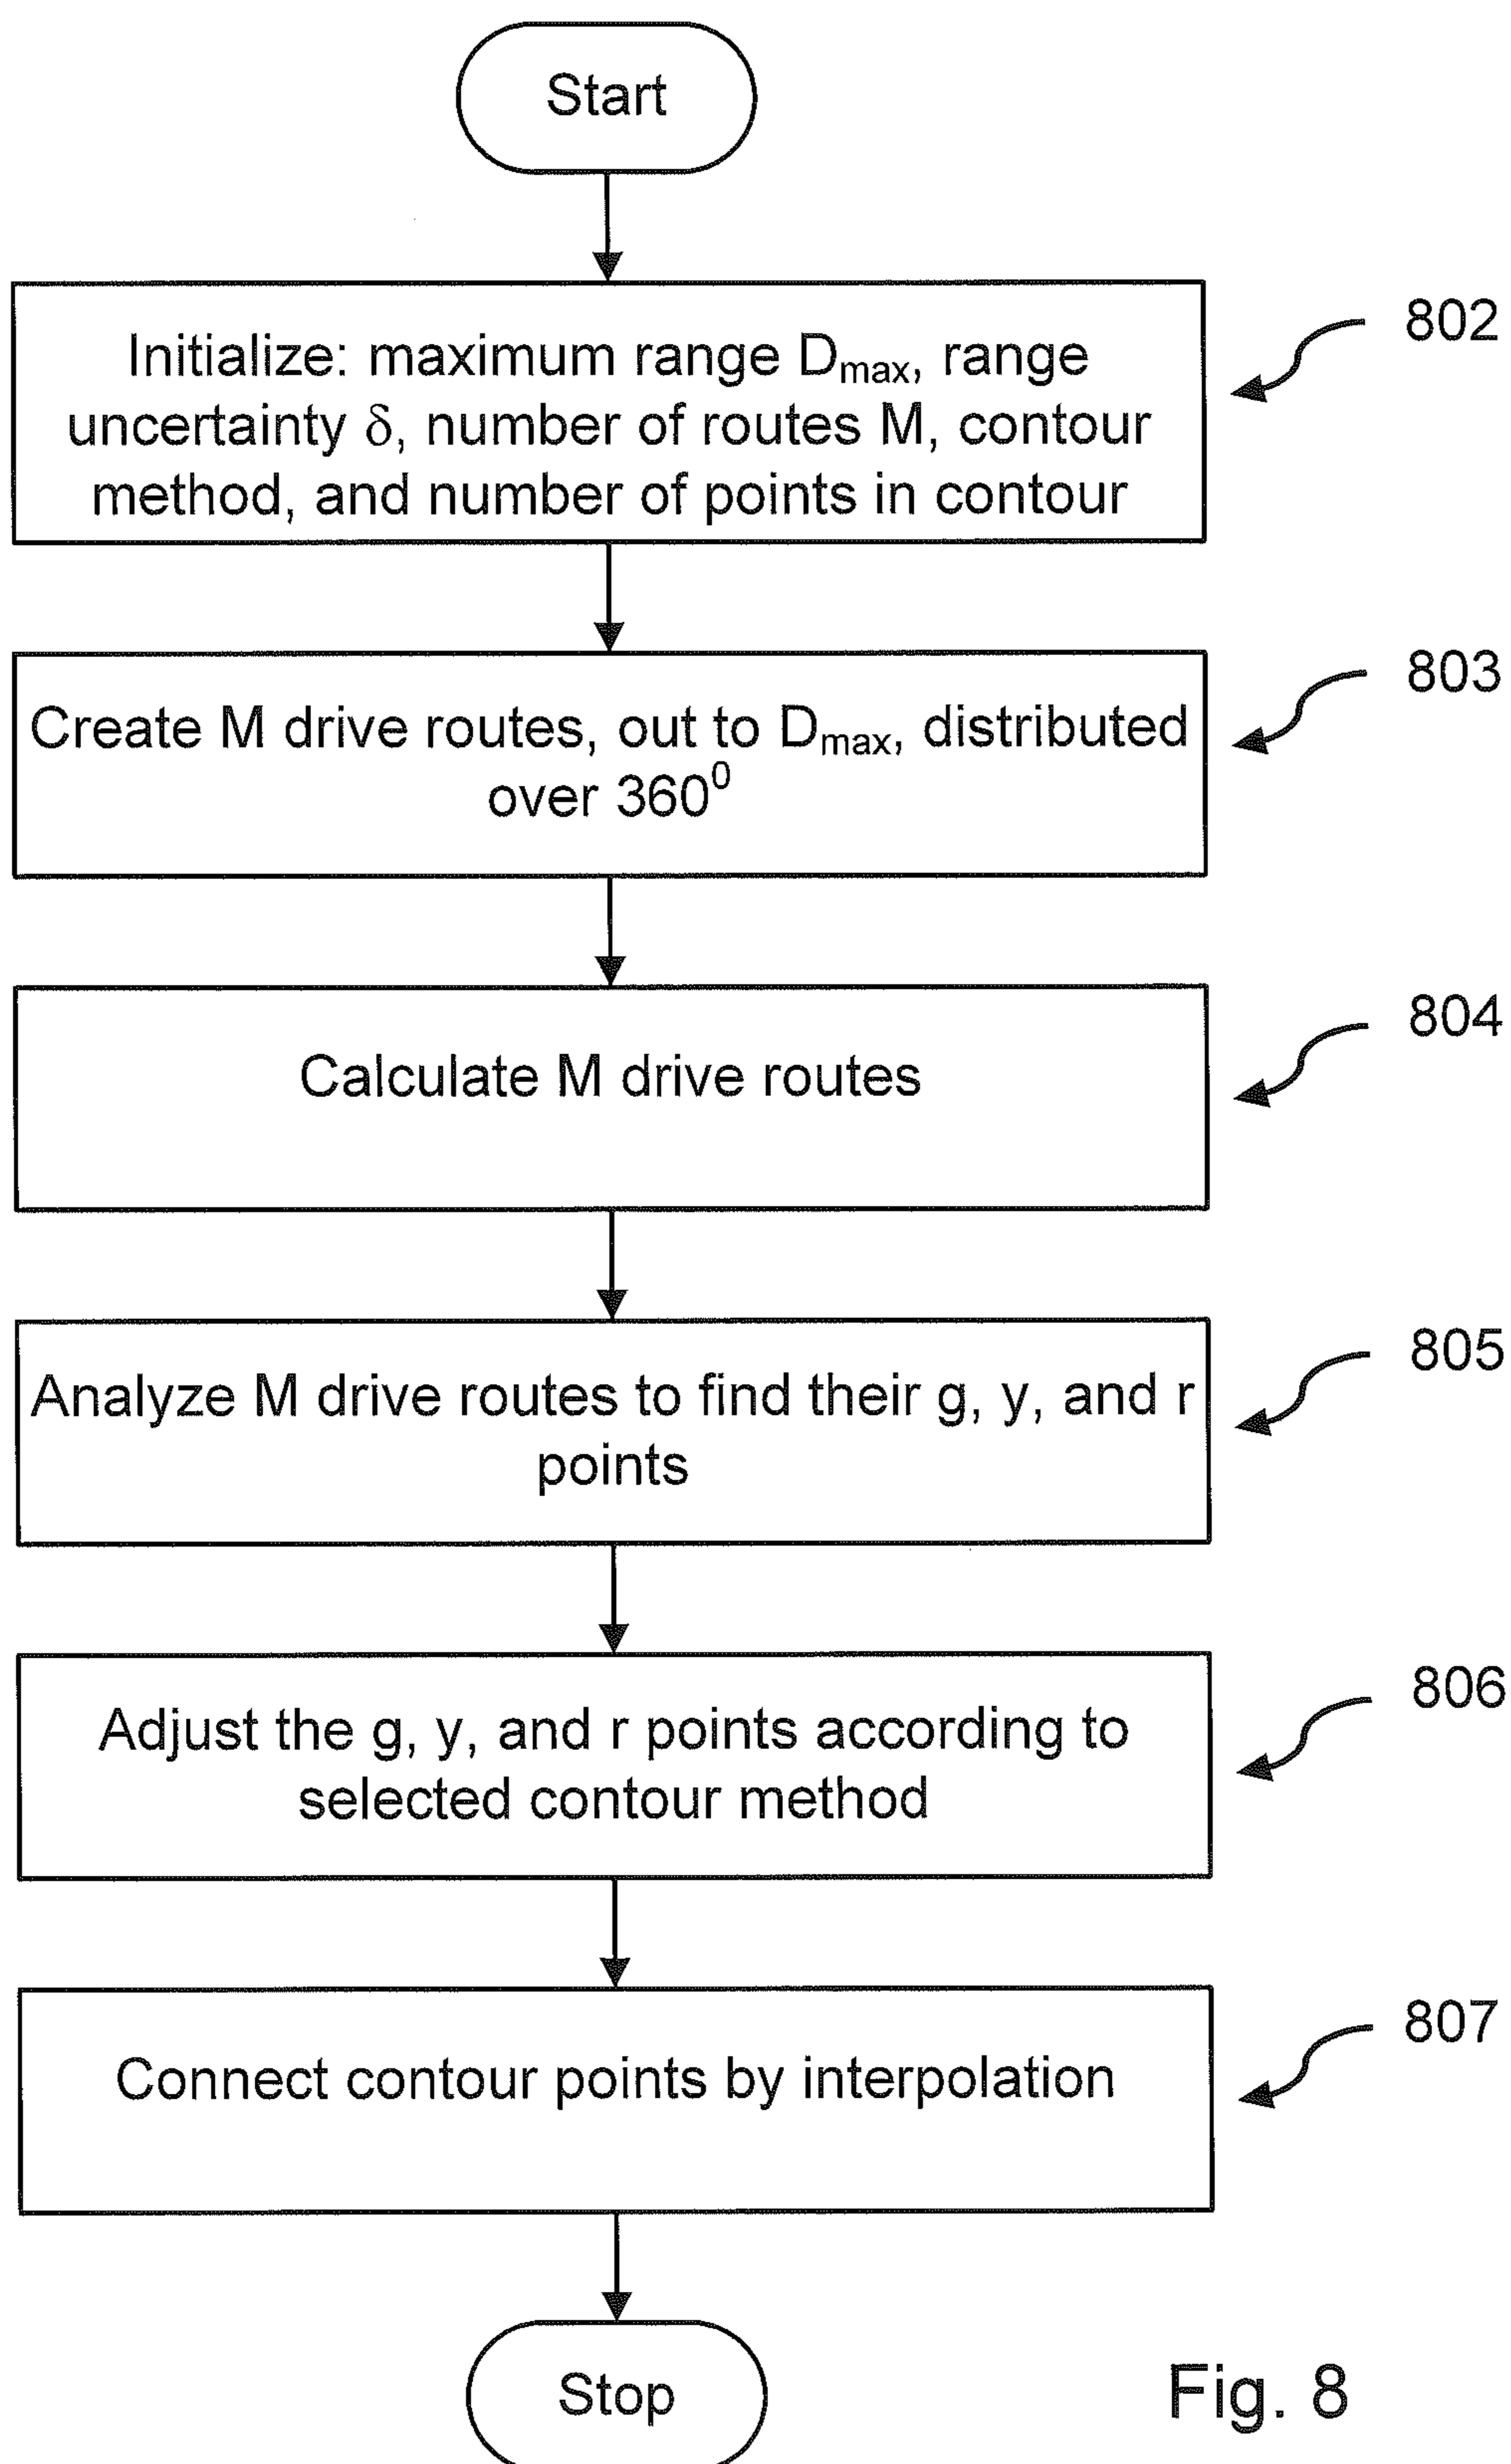 Start
Initialize: maximum range Dmax, range
uncertainty δ, number of routes M, contour
method, and number of points in contour
802
Create M drive routes, out to Dmax, distributed
over 360⁰
803
Calculate M drive routes
804
Analyze M drive routes to find their g, y, and r
points
805
Adjust the g, y, and r points according to
selected contour method
806
Connect contour points by interpolation
807
Stop
Fig. 8